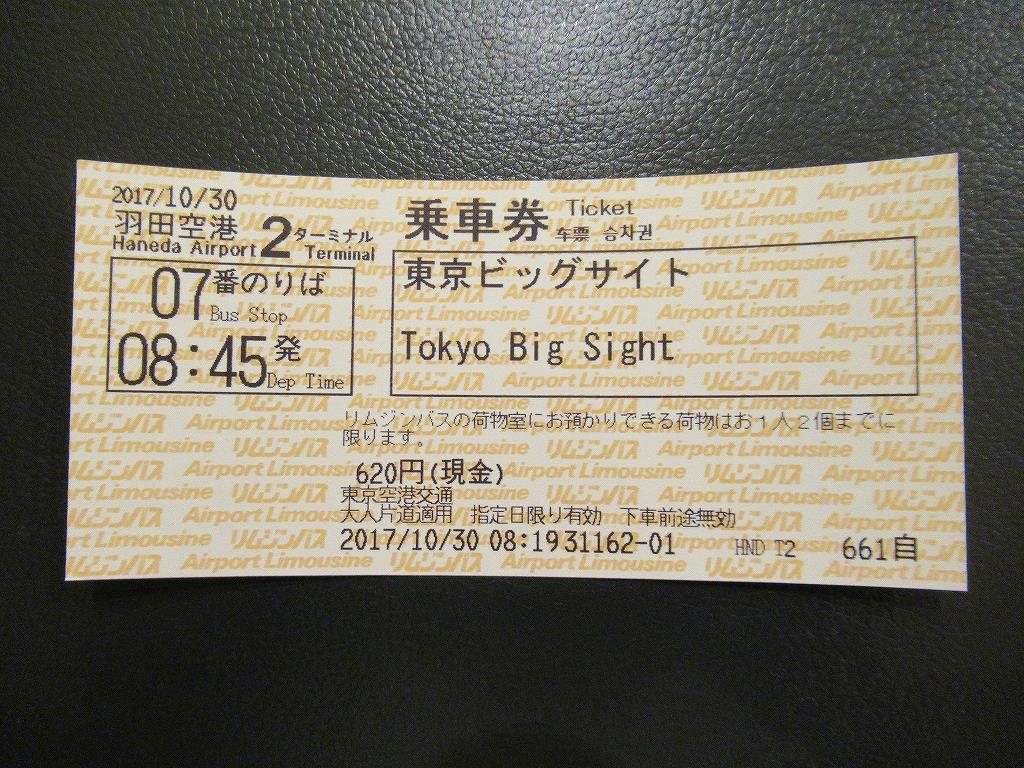 2017/10/30
羽田空港 2 ターミナル
Haneda Airport Terminal
07 番のりば
Bus Stop
08:45 発
Dep Time
乗車券 Ticket
车票 승차권
東京ビッグサイト
Tokyo Big Sight
リムジンバスの荷物室にお預かりできる荷物はお1人2個までに
限ります。
620円(現金)
東京空港交通
大人片道適用 指定日限り有効 下車前途無効
2017/10/30 08:19 31162-01 HND T2 661自
リムジンバス Airport Limousine